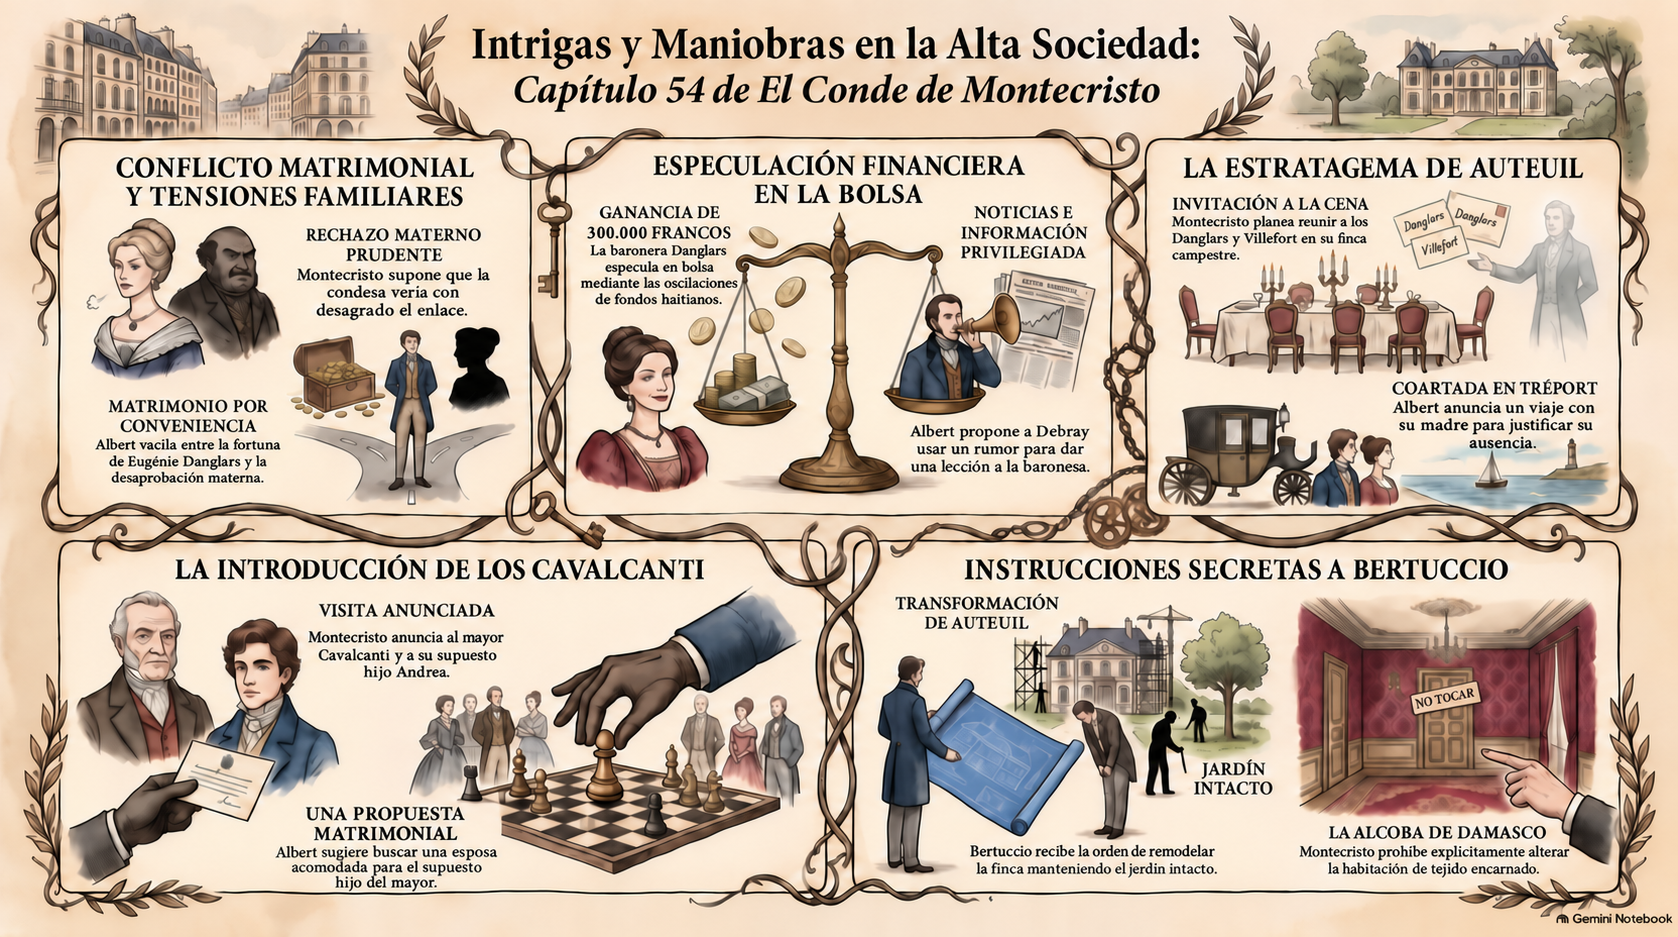 Intrigas y Maniobras en la Alta Sociedad:
Capítulo 54 de El Conde de Montecristo
CONFLICTO MATRIMONIAL
Y TENSIONES FAMILIARES
RECHAZO MATERNO
PRUDENTE
Montecristo supone que la
condesa vería con
desagrado el enlace.
MATRIMONIO POR
CONVENIENCIA
Albert vacila entre la fortuna
de Eugénie Danglars y la
desaprobación materna.
ESPECULACIÓN FINANCIERA
EN LA BOLSA
GANANCIA DE
300.000 FRANCOS
La baronera Danglars
especula en bolsa
mediante las oscilaciones
de fondos haitianos.
NOTICIAS E
INFORMACIÓN
PRIVILEGIADA
Albert propone a Debray
usar un rumor para dar
una lección a la baronesa.
LA ESTRATAGEMA DE AUTEUIL
INVITACIÓN A LA CENA
Montecristo planea reunir a los
Danglars y Villefort en su finca
campestre.
Danglars
Danglars
Villefort
COARTADA EN TRÉPORT
Albert anuncia un viaje con
su madre para justificar su
ausencia.
LA INTRODUCCIÓN DE LOS CAVALCANTI
VISITA ANUNCIADA
Montecristo anuncia al mayor
Cavalcanti y a su supuesto
hijo Andrea.
UNA PROPUESTA
MATRIMONIAL
Albert sugiere buscar una esposa
acomodada para el supuesto
hijo del mayor.
INSTRUCCIONES SECRETAS A BERTUCCIO
TRANSFORMACIÓN
DE AUTEUIL
JARDÍN
INTACTO
Bertuccio recibe la orden de remodelar
la finca manteniendo el jardin intacto.
NO TOCAR
LA ALCOBA DE DAMASCO
Montecristo prohíbe explicitamente alterar
la habitación de tejido encarnado.
Gemini Notebook